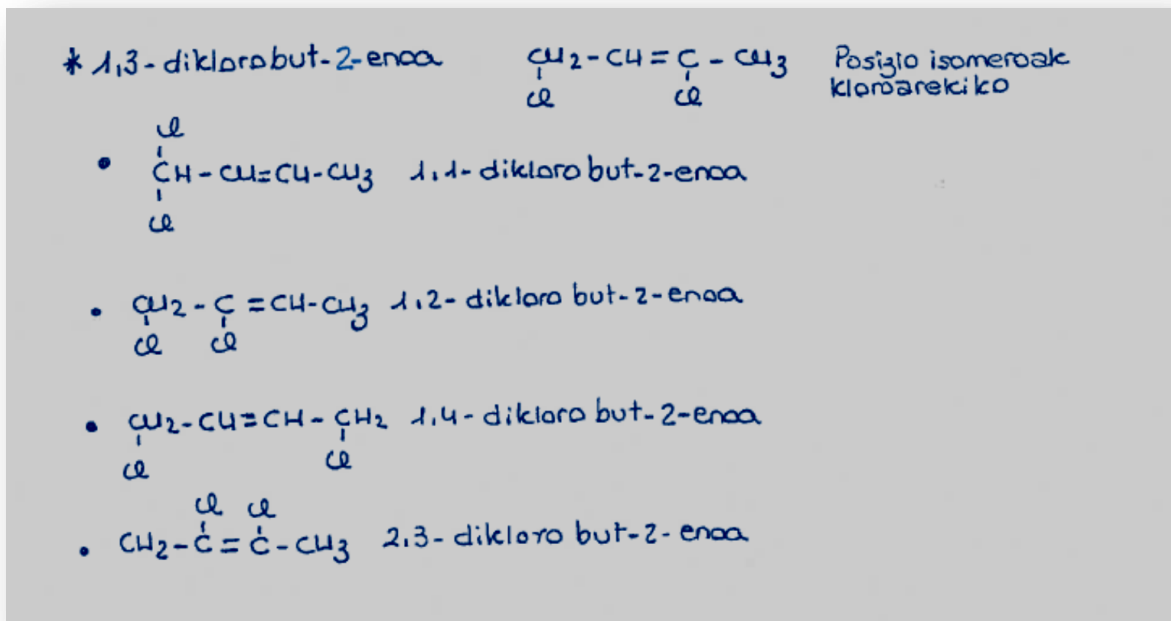 * 1,3-diklorobut-2-enoa CH2-CH=C-CH3 Posizio isomeroak
Cl Cl kloroarekiko
Cl
• CH-CH=CH-CH3 1,1-dikloro but-2-enoa
Cl
• CH2-C=CH-CH3 1,2-dikloro but-2-enoa
Cl Cl
• CH2-CH=CH-CH2 1,4-dikloro but-2-enoa
Cl Cl
Cl Cl
• CH2-C=C-CH3 2,3-dikloro but-2-enoa